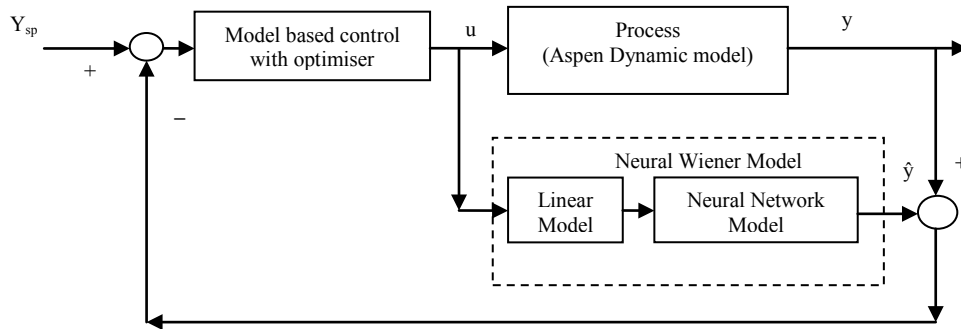 Y_sp
+
−
Model based control
with optimiser
u
Process
(Aspen Dynamic model)
y
Neural Wiener Model
Linear
Model
Neural Network
Model
ŷ
+